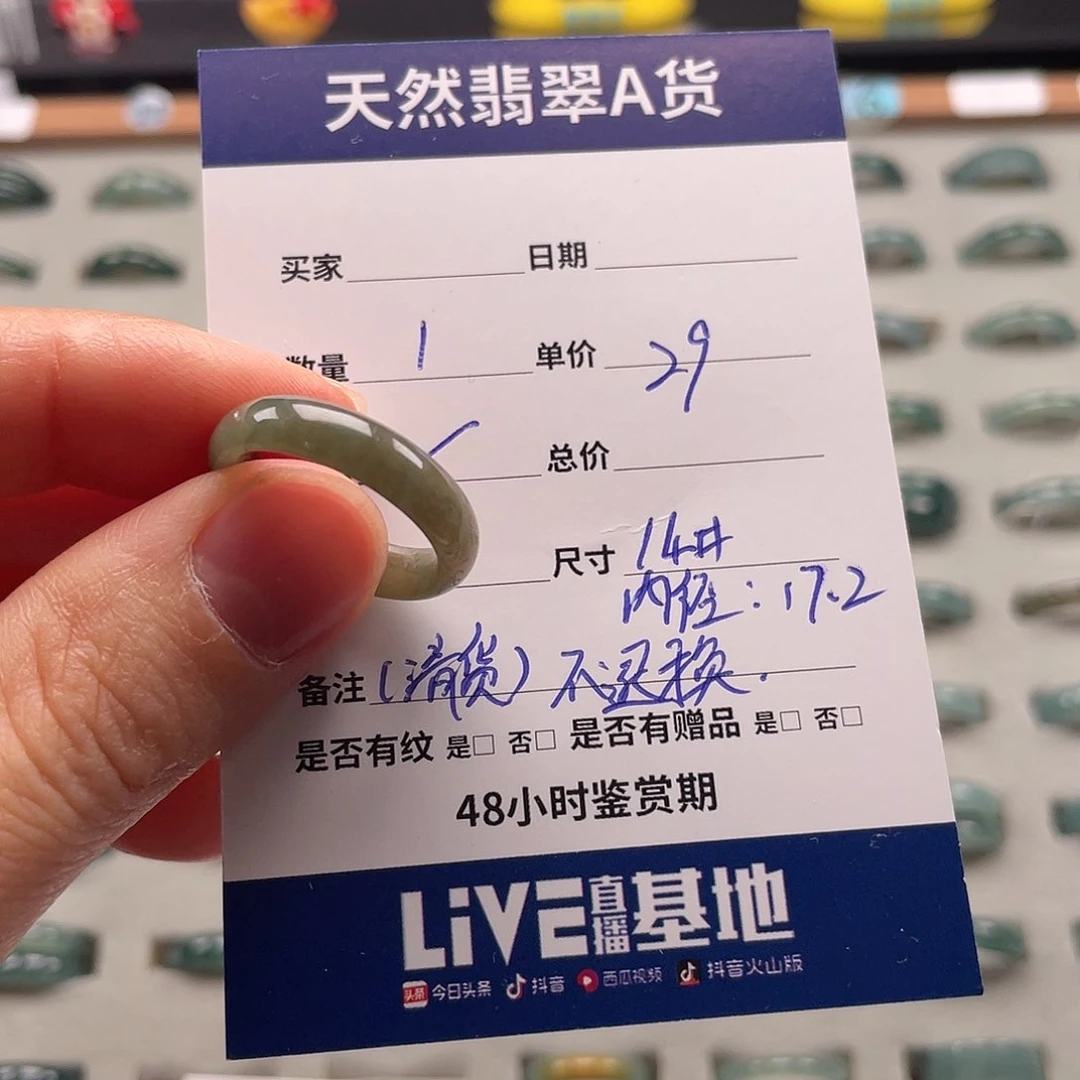 天然翡翠A货
买家 日期
数量 1 单价 29
总价
尺寸 14#
内径:17.2
备注 (清货) 不退换.
是否有纹 是□ 否□ 是否有赠品 是□ 否□
48小时鉴赏期
LiVE直播基地
头条 今日头条 抖音 西瓜视频 抖音火山版